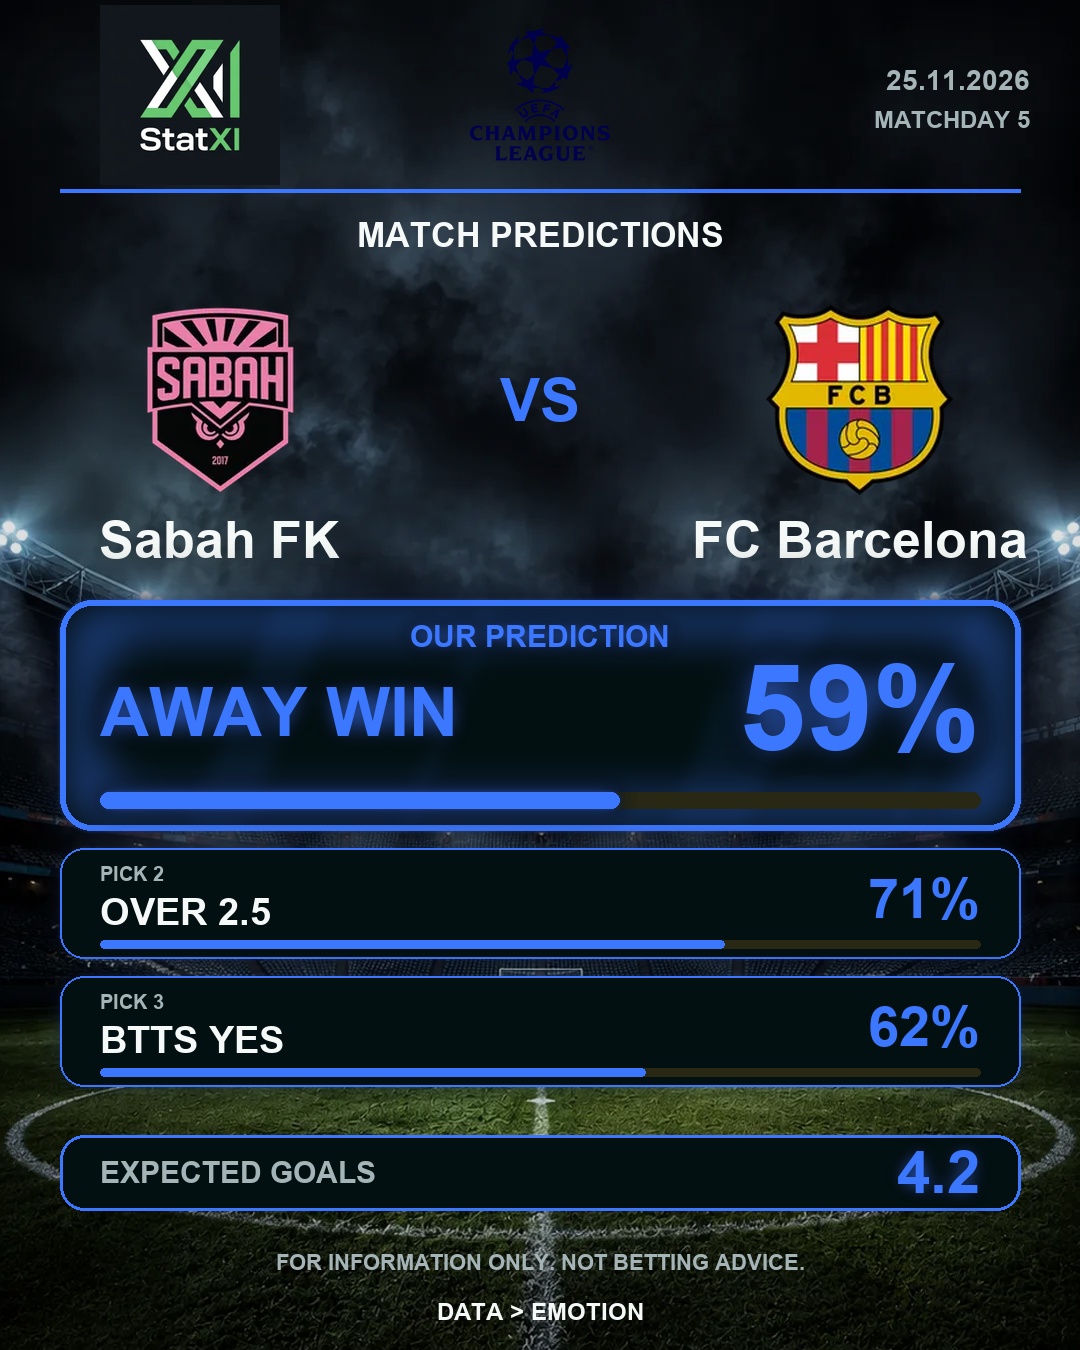 StatXI
UEFA
CHAMPIONS
LEAGUE
25.11.2026
MATCHDAY 5
MATCH PREDICTIONS
SABAH
2017
VS
FCB
Sabah FK
FC Barcelona
OUR PREDICTION
AWAY WIN
59%
PICK 2
OVER 2.5
71%
PICK 3
BTTS YES
62%
EXPECTED GOALS
4.2
FOR INFORMATION ONLY. NOT BETTING ADVICE.
DATA > EMOTION